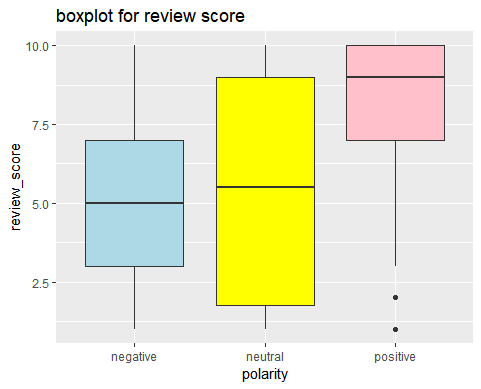 boxplot for review score
10.0
7.5
5.0
2.5
review_score
negative neutral positive
polarity